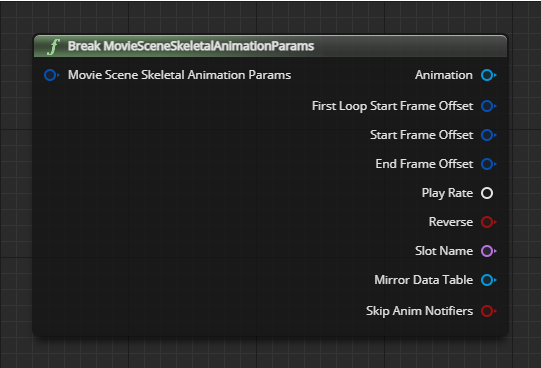 f Break MovieSceneSkeletalAnimationParams
Movie Scene Skeletal Animation Params Animation
First Loop Start Frame Offset
Start Frame Offset
End Frame Offset
Play Rate
Reverse
Slot Name
Mirror Data Table
Skip Anim Notifiers